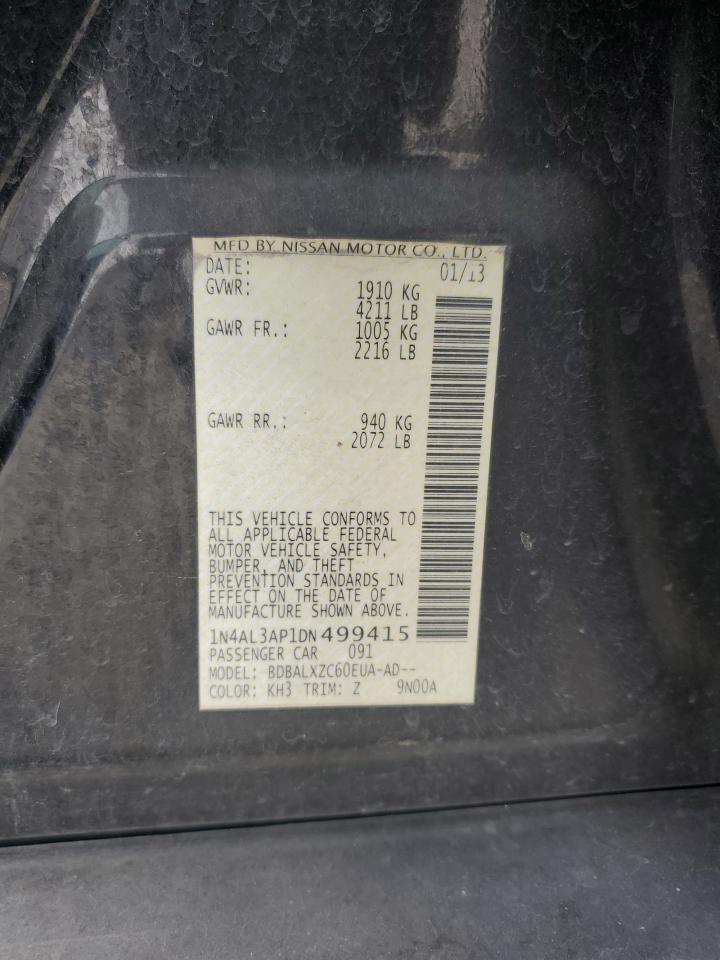 MFD BY NISSAN MOTOR CO., LTD.
DATE: 01/13
GVWR: 1910 KG
4211 LB
GAWR FR.: 1005 KG
2216 LB
GAWR RR.: 940 KG
2072 LB
THIS VEHICLE CONFORMS TO
ALL APPLICABLE FEDERAL
MOTOR VEHICLE SAFETY,
BUMPER, AND THEFT
PREVENTION STANDARDS IN
EFFECT ON THE DATE OF
MANUFACTURE SHOWN ABOVE.
1N4AL3AP1DN499415
PASSENGER CAR 091
MODEL: BDBALXZC60EUA-AD--
COLOR: KH3 TRIM: Z 9N00A